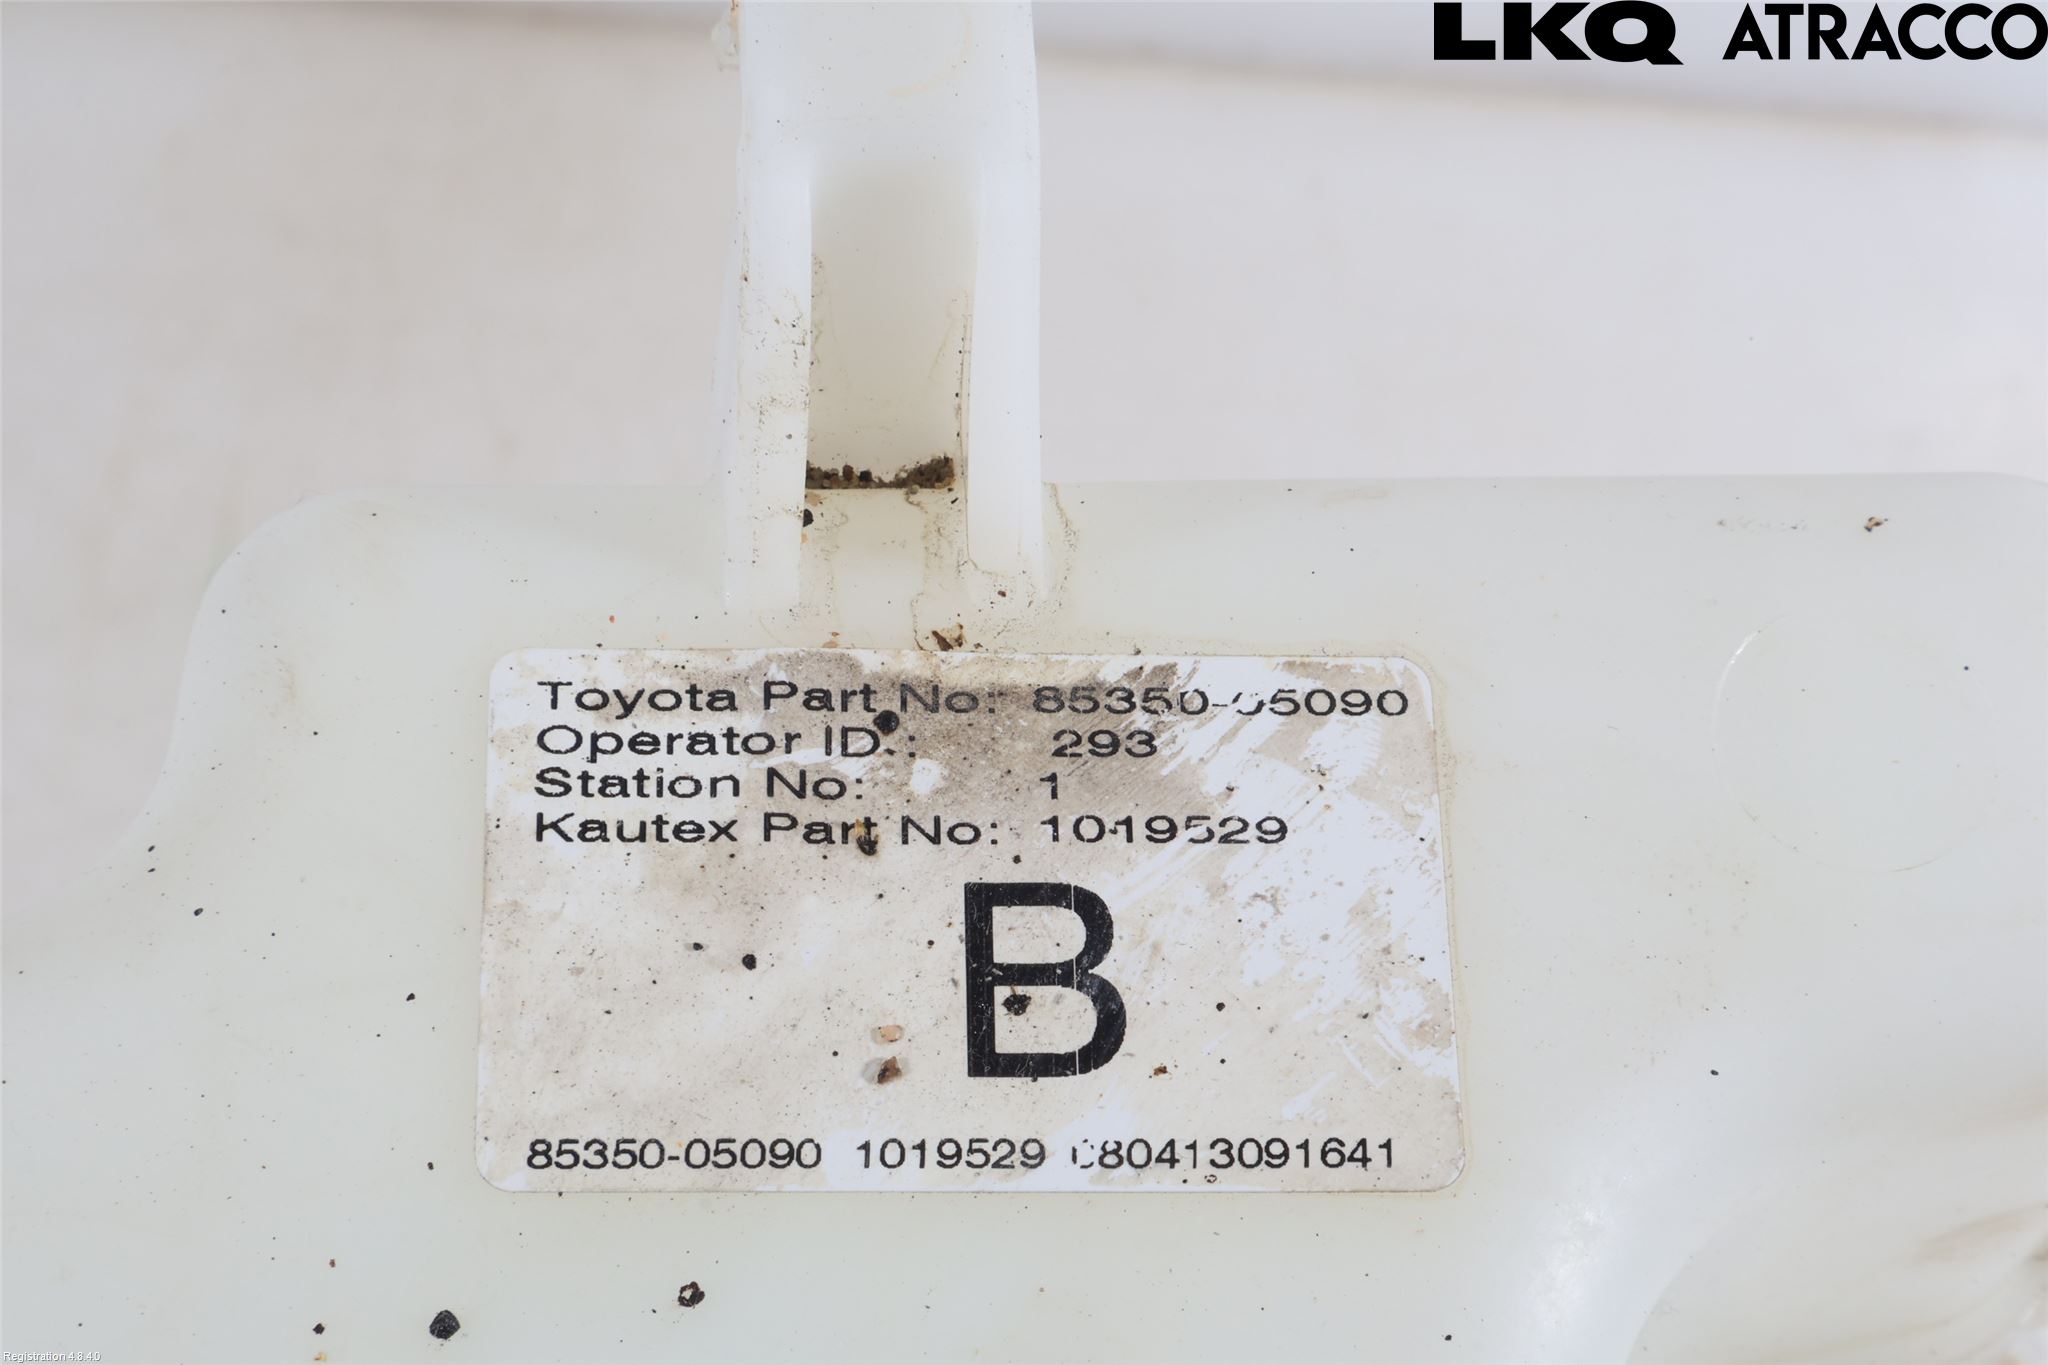 LKQ ATRACCO
Toyota Part No: 85350-05090
Operator ID.: 293
Station No: 1
Kautex Part No: 1019529
B
85350-05090 1019529 080413091641
Registration 4.8.4.0